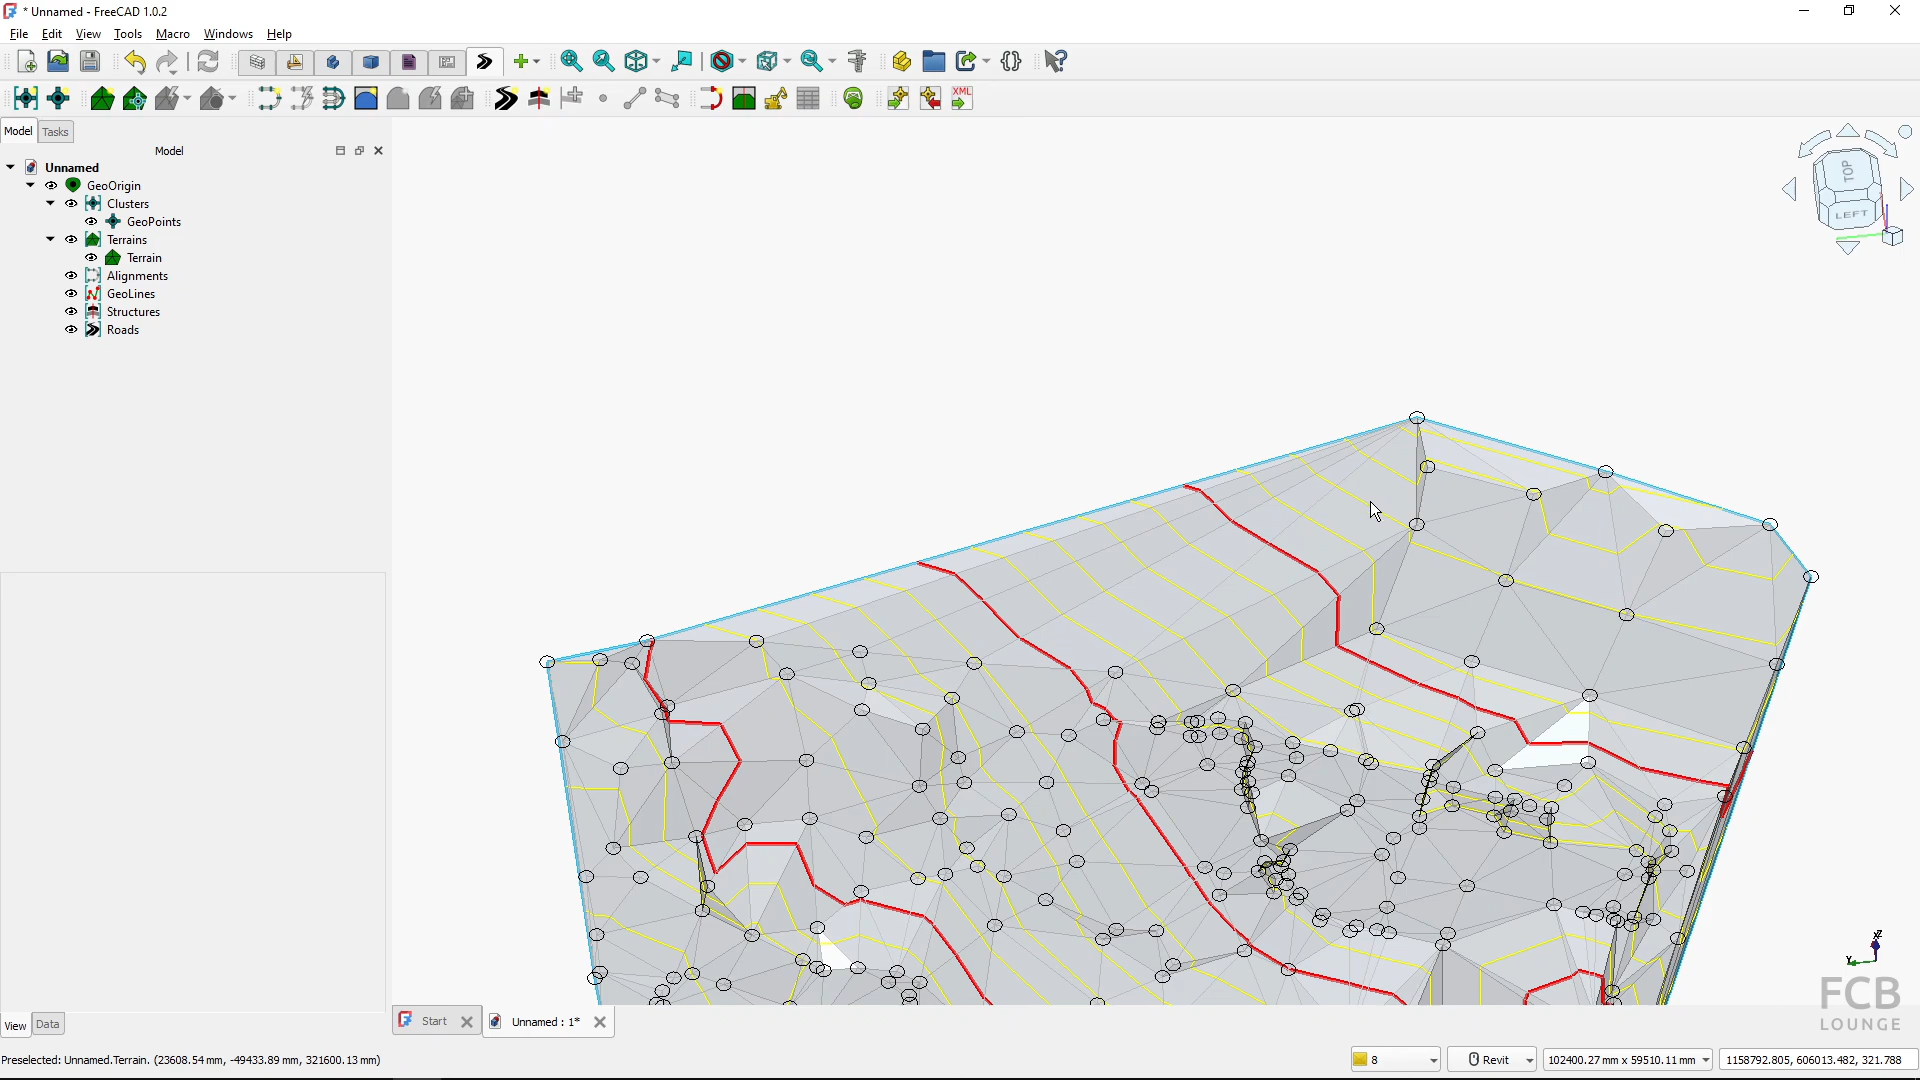 * Unnamed - FreeCAD 1.0.2
File Edit View Tools Macro Windows Help
XML
Model Tasks
Model
Unnamed
GeoOrigin
Clusters
GeoPoints
Terrains
Terrain
Alignments
GeoLines
Structures
Roads
TOP
LEFT
Z
Y
FCB
LOUNGE
View Data
Start Unnamed : 1*
Preselected: Unnamed.Terrain. (23608.54 mm, -49433.89 mm, 321600.13 mm)
8 Revit 102400.27 mm x 59510.11 mm 1158792.805, 606013.482, 321.788